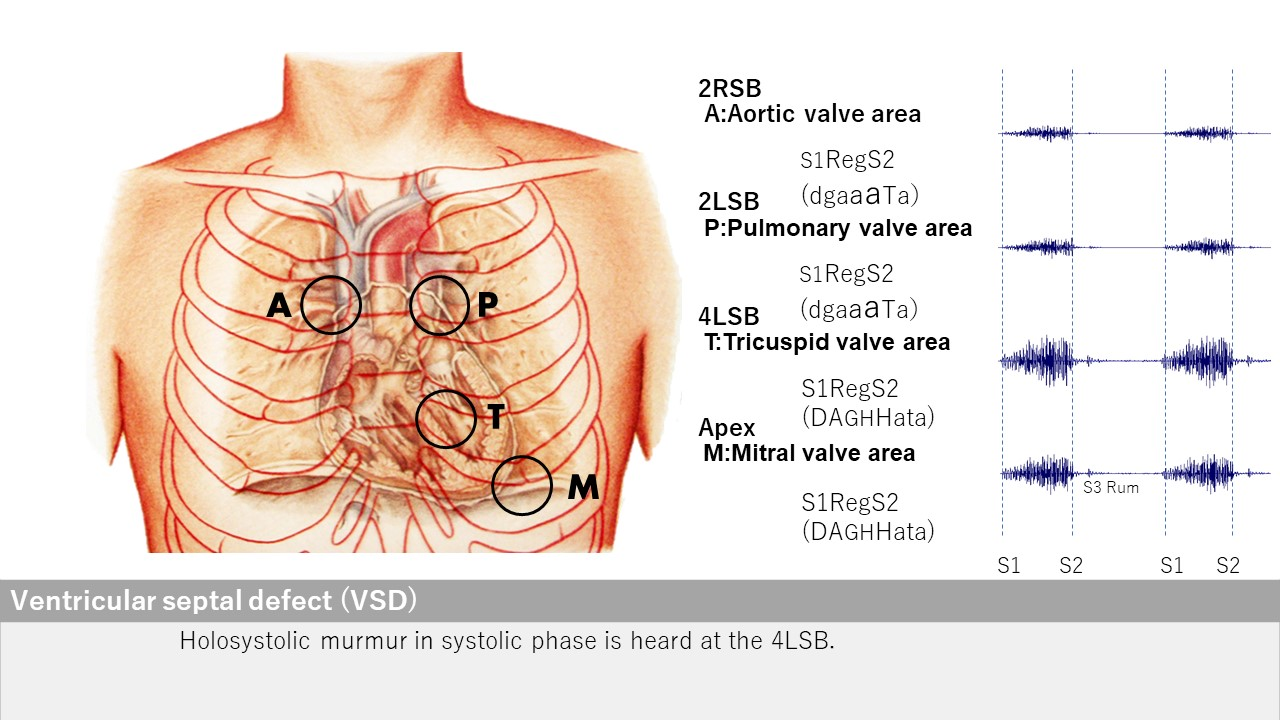 A
P
T
M
2RSB
A:Aortic valve area
S1RegS2
(dgaaaTa)
2LSB
P:Pulmonary valve area
S1RegS2
(dgaaaTa)
4LSB
T:Tricuspid valve area
S1RegS2
(DAGHHata)
Apex
M:Mitral valve area
S1RegS2
(DAGHHata)
S3 Rum
S1 S2 S1 S2
Ventricular septal defect (VSD)
Holosystolic murmur in systolic phase is heard at the 4LSB.